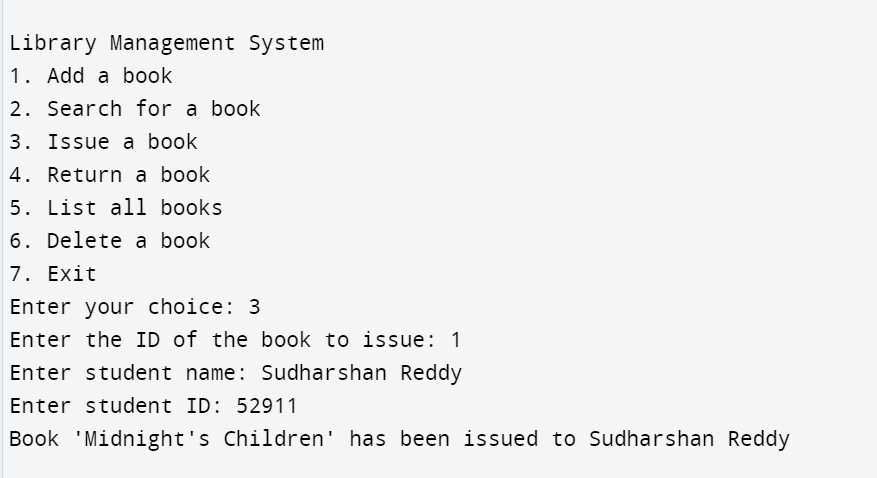 Library Management System
1. Add a book
2. Search for a book
3. Issue a book
4. Return a book
5. List all books
6. Delete a book
7. Exit
Enter your choice: 3
Enter the ID of the book to issue: 1
Enter student name: Sudharshan Reddy
Enter student ID: 52911
Book 'Midnight's Children' has been issued to Sudharshan Reddy